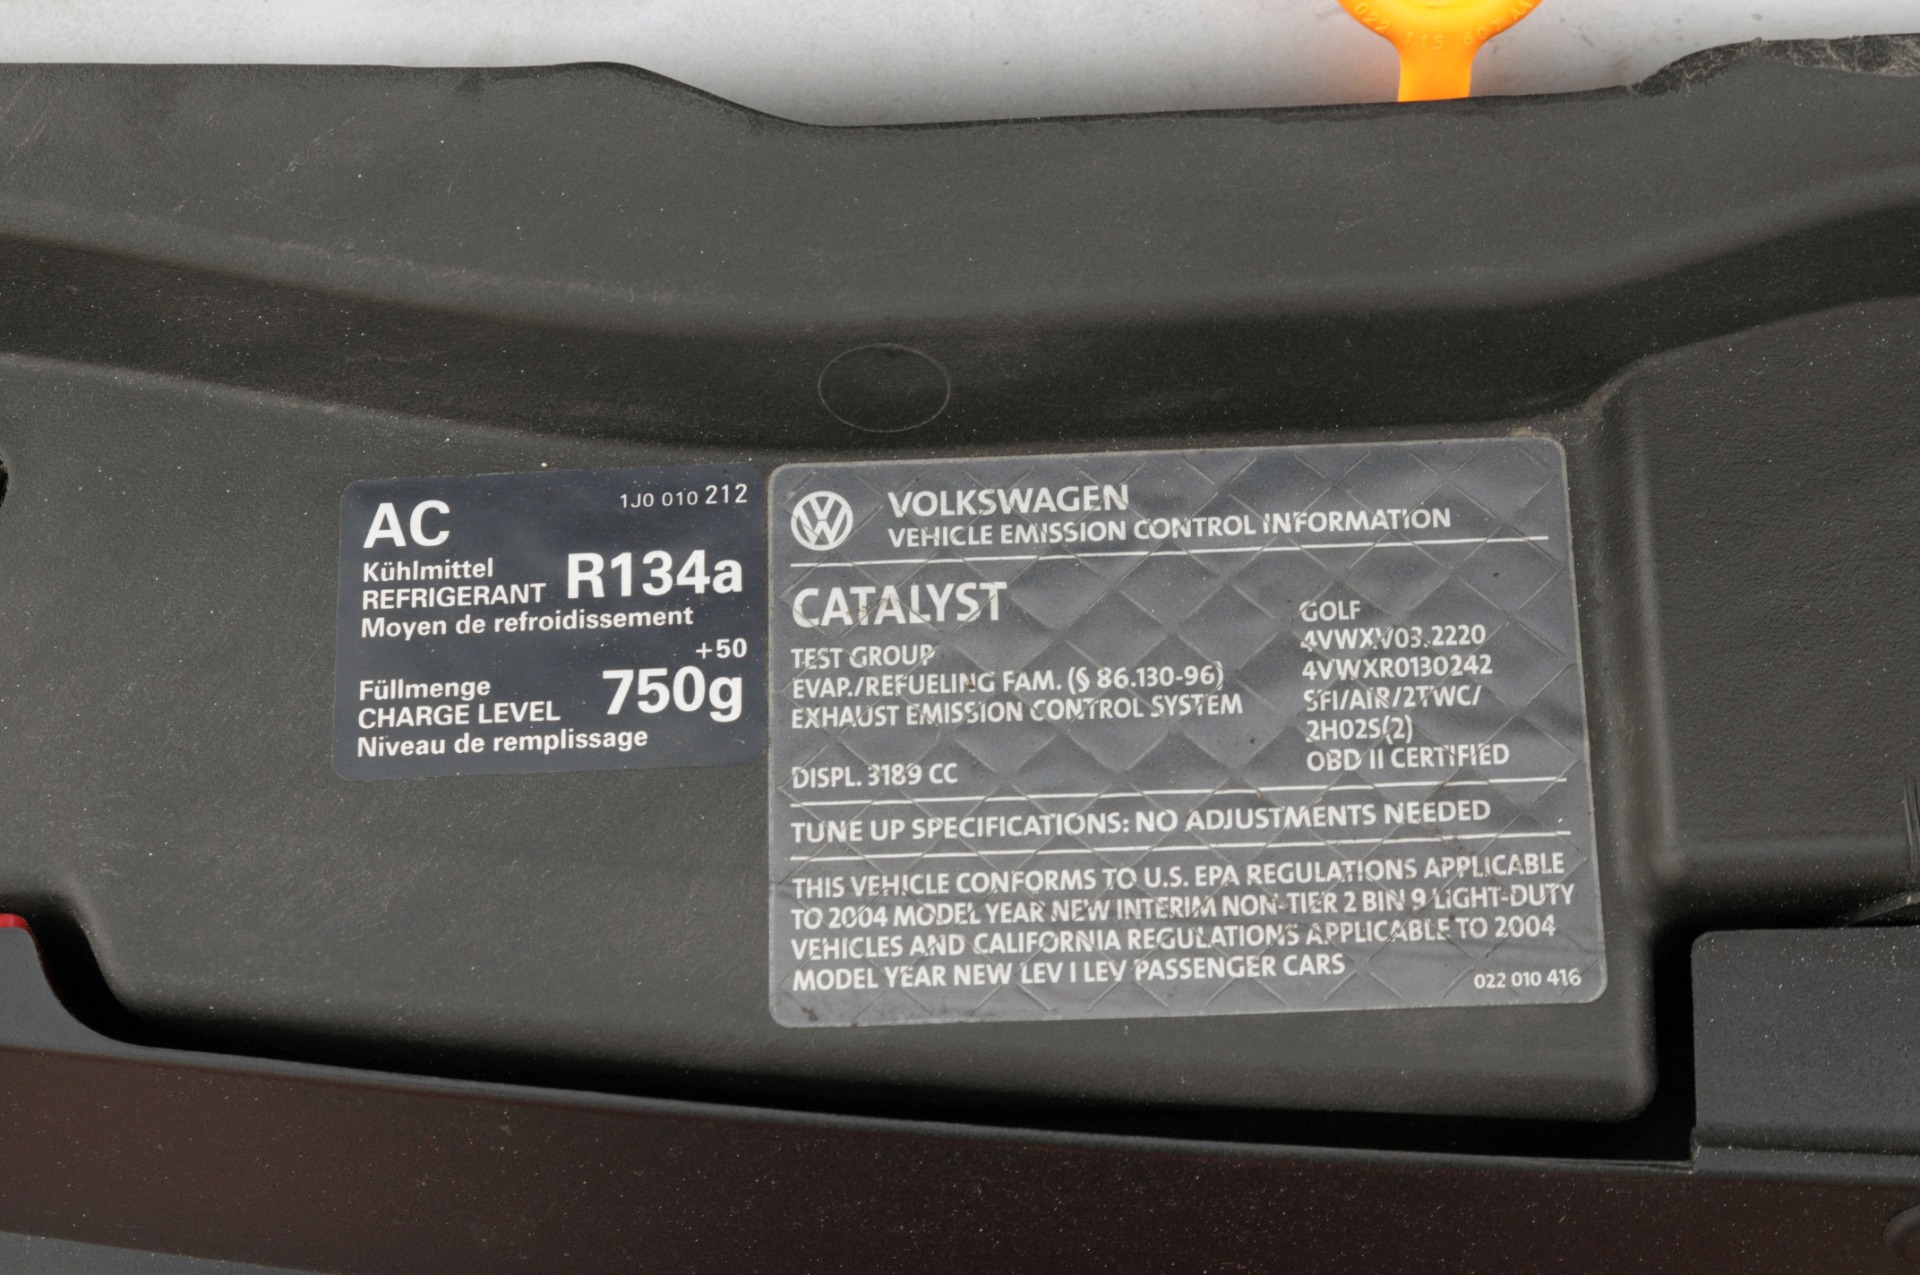 022 115 607
AC
1J0 010 212
Kühlmittel
REFRIGERANT R134a
Moyen de refroidissement
+50
Füllmenge
CHARGE LEVEL 750g
Niveau de remplissage
VOLKSWAGEN
VEHICLE EMISSION CONTROL INFORMATION
CATALYST
GOLF
TEST GROUP 4VWXV03.2220
EVAP./REFUELING FAM. (§ 86.130-96) 4VWXR0130242
EXHAUST EMISSION CONTROL SYSTEM SFI/AIR/2TWC/
2HO2S(2)
DISPL. 3189 CC OBD II CERTIFIED
TUNE UP SPECIFICATIONS: NO ADJUSTMENTS NEEDED
THIS VEHICLE CONFORMS TO U.S. EPA REGULATIONS APPLICABLE
TO 2004 MODEL YEAR NEW INTERIM NON-TIER 2 BIN 9 LIGHT-DUTY
VEHICLES AND CALIFORNIA REGULATIONS APPLICABLE TO 2004
MODEL YEAR NEW LEV I LEV PASSENGER CARS
022 010 416